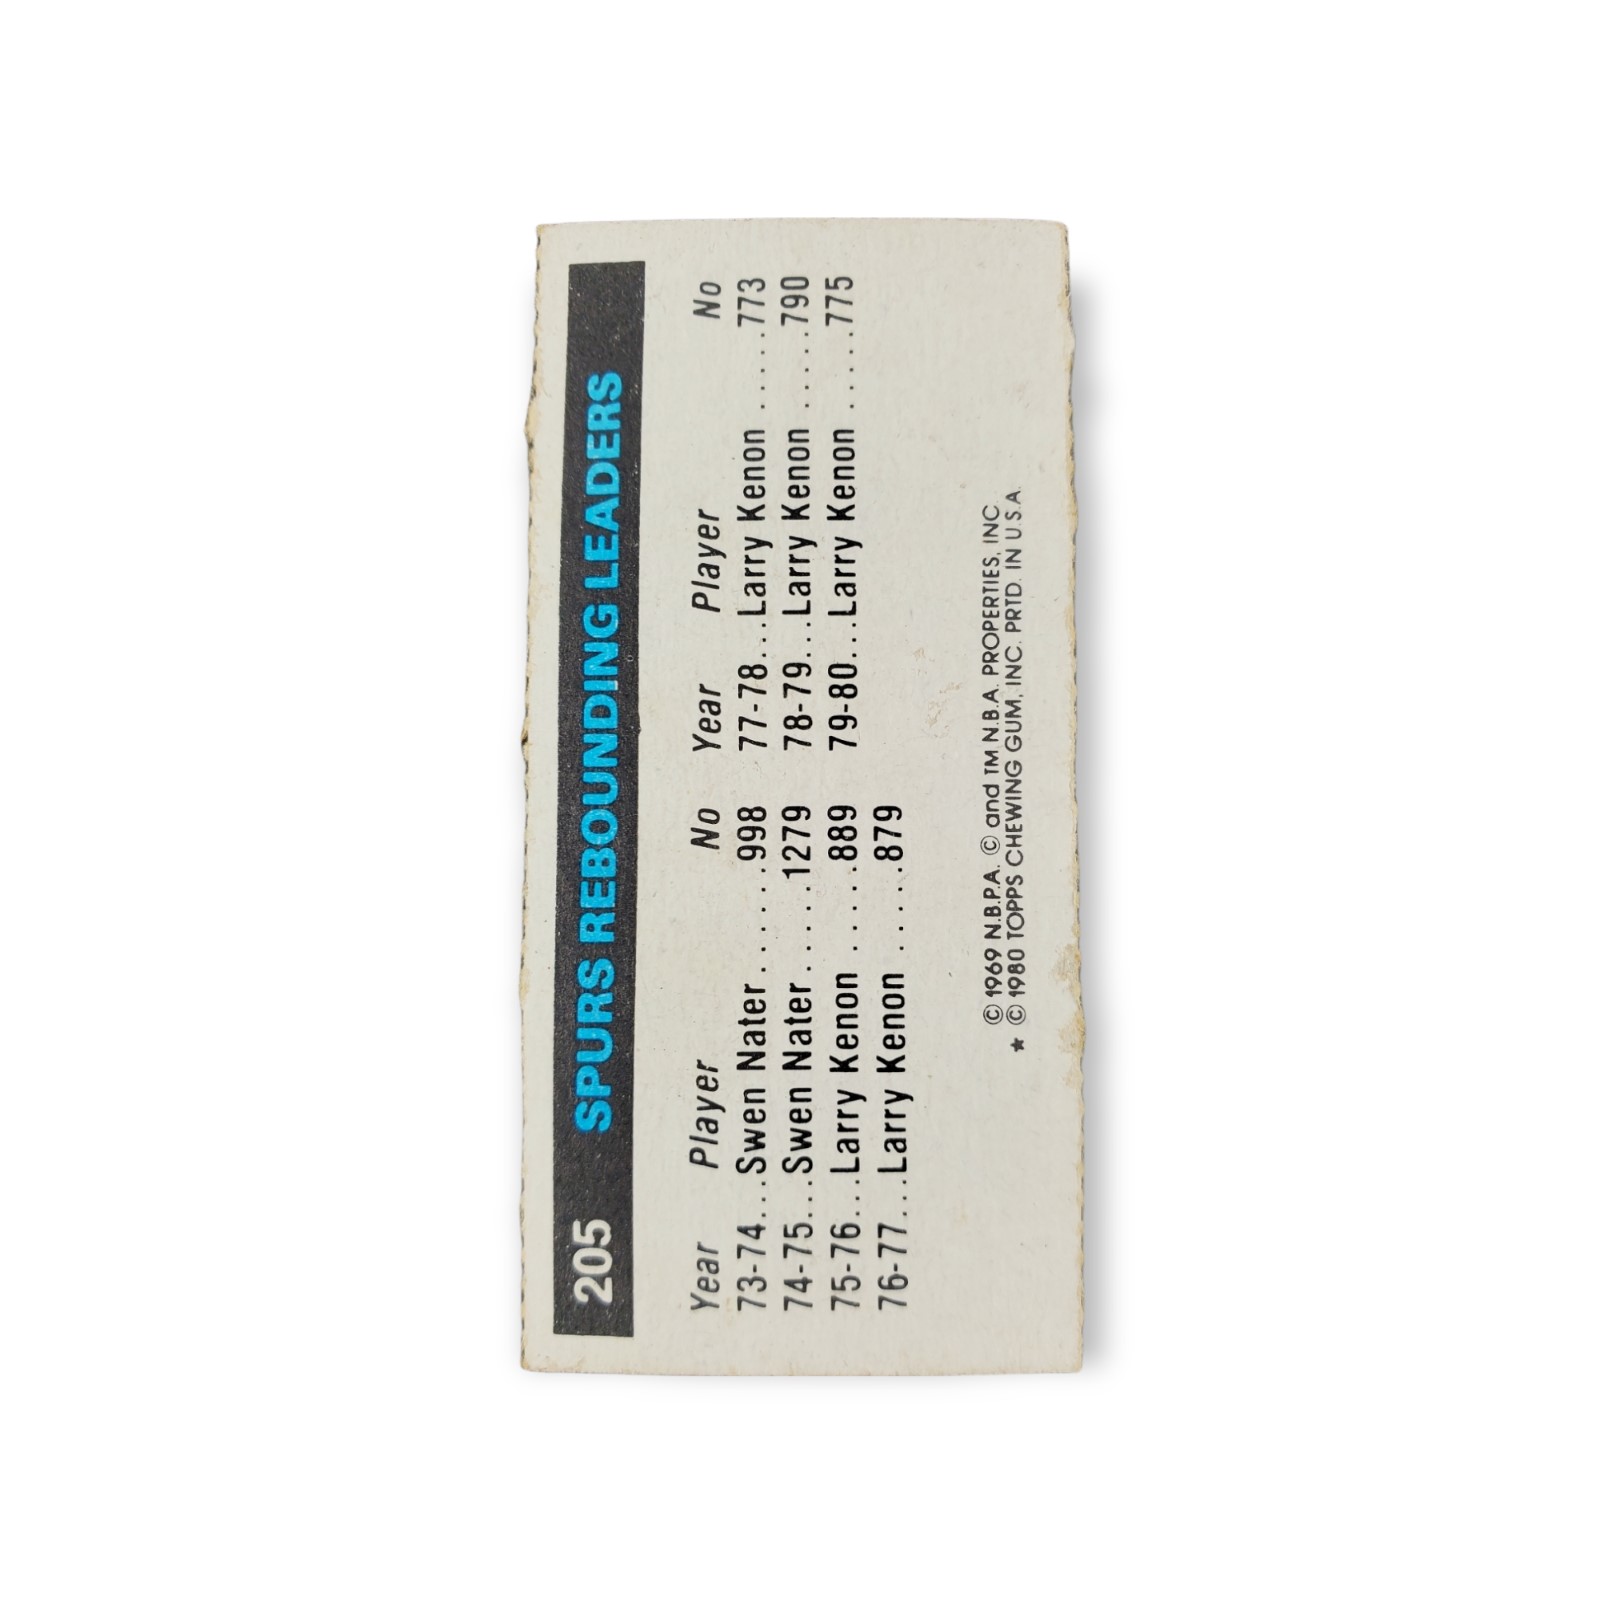 205 SPURS REBOUNDING LEADERS
Year Player No Year Player No
73-74...Swen Nater.......998 77-78...Larry Kenon ......773
74-75...Swen Nater......1279 78-79...Larry Kenon ......790
75-76...Larry Kenon ......889 79-80...Larry Kenon ......775
76-77...Larry Kenon ......879
© 1969 N.B.P.A. © and TM N.B.A. PROPERTIES, INC.
★ © 1980 TOPPS CHEWING GUM, INC. PRTD. IN U.S.A.